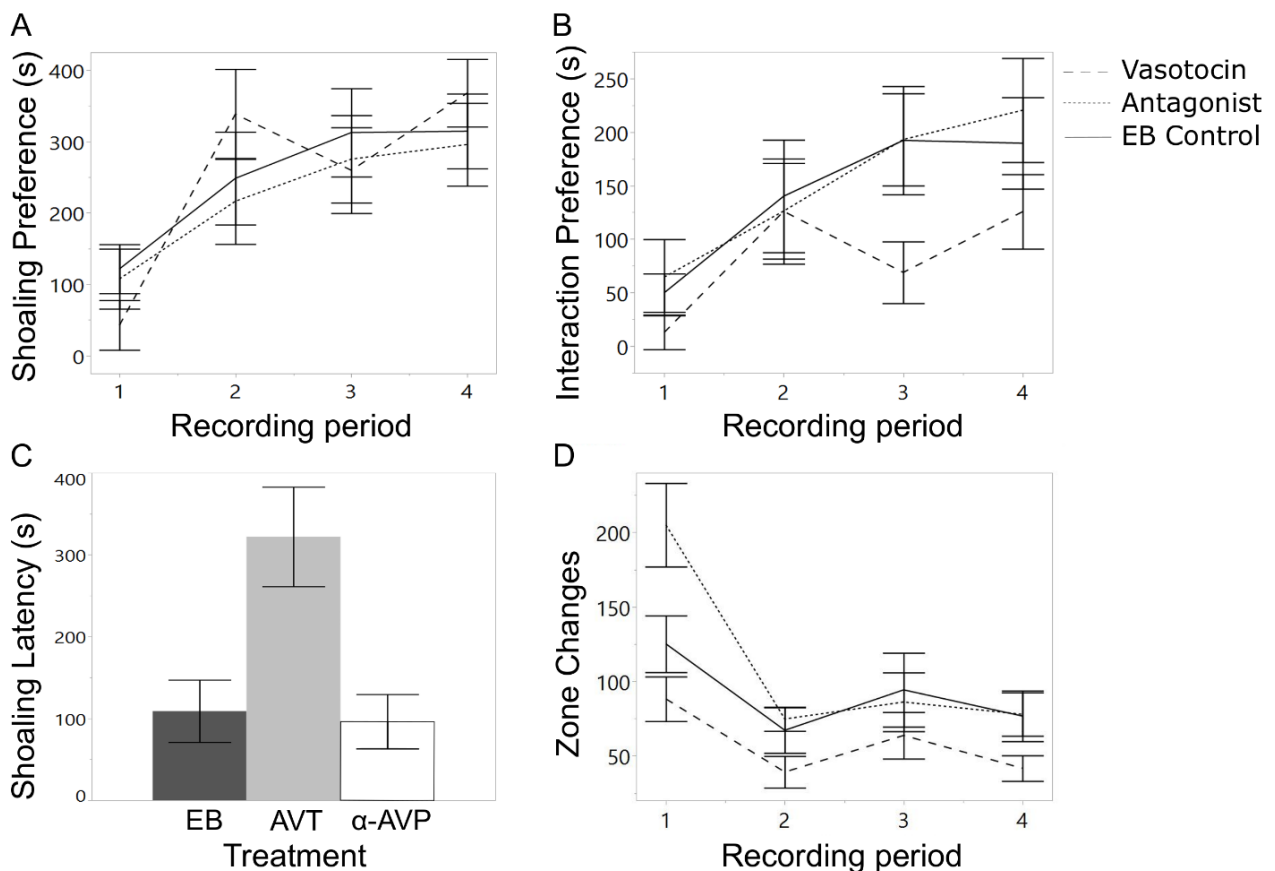 A
Shoaling Preference (s)
400
300
200
100
0
1 2 3 4
Recording period
B
Interaction Preference (s)
250
200
150
100
50
0
1 2 3 4
Recording period
Vasotocin
Antagonist
EB Control
C
Shoaling Latency (s)
400
300
200
100
0
EB AVT α-AVP
Treatment
D
Zone Changes
200
150
100
50
1 2 3 4
Recording period